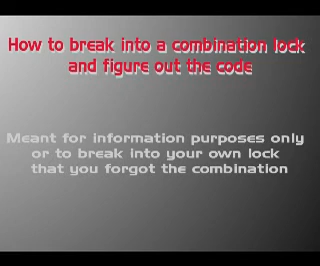 How to break into a combination lock
and figure out the code
Meant for information purposes only
or to break into your own lock
that you forgot the combination